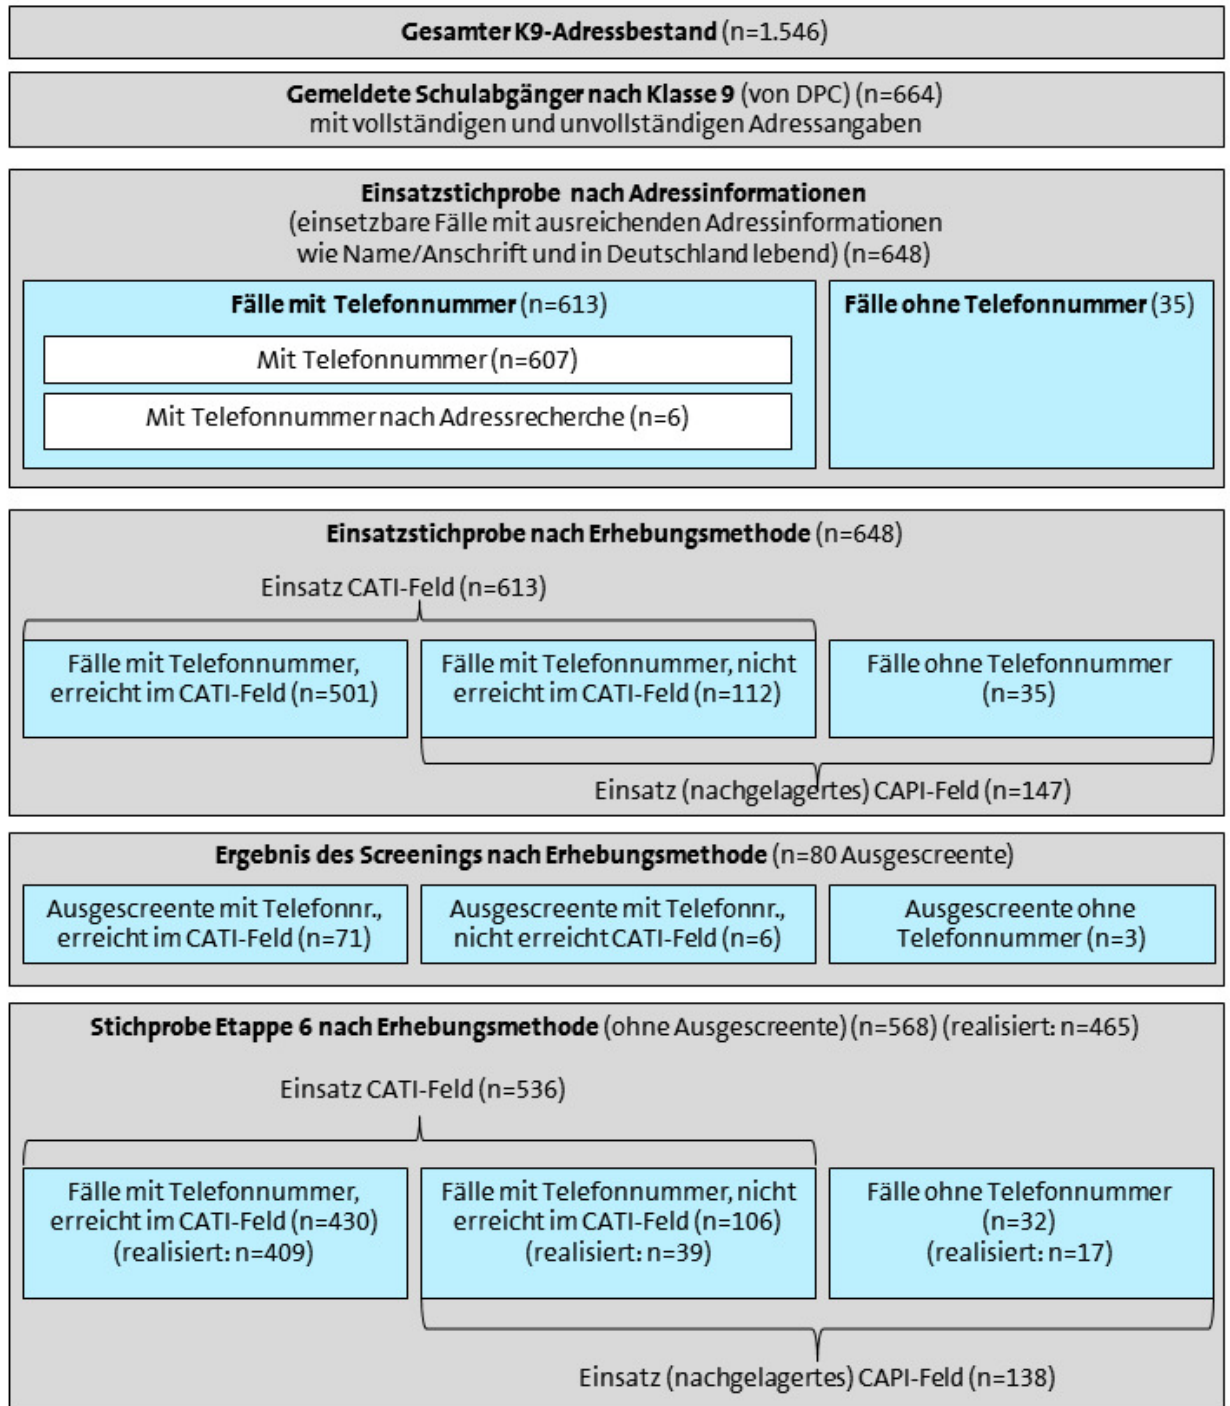 Gesamter K9-Adressbestand (n=1.546)
Gemeldete Schulabgänger nach Klasse 9 (von DPC) (n=664)
mit vollständigen und unvollständigen Adressangaben
Einsatzstichprobe nach Adressinformationen
(einsetzbare Fälle mit ausreichenden Adressinformationen
wie Name/Anschrift und in Deutschland lebend) (n=648)
Fälle mit Telefonnummer (n=613)
Mit Telefonnummer (n=607)
Mit Telefonnummer nach Adressrecherche (n=6)
Fälle ohne Telefonnummer (35)
Einsatzstichprobe nach Erhebungsmethode (n=648)
Einsatz CATI-Feld (n=613)
Fälle mit Telefonnummer,
erreicht im CATI-Feld (n=501)
Fälle mit Telefonnummer, nicht
erreicht im CATI-Feld (n=112)
Fälle ohne Telefonnummer
(n=35)
Einsatz (nachgelagertes) CAPI-Feld (n=147)
Ergebnis des Screenings nach Erhebungsmethode (n=80 Ausgescreente)
Ausgescreente mit Telefonnr.,
erreicht im CATI-Feld (n=71)
Ausgescreente mit Telefonnr.,
nicht erreicht CATI-Feld (n=6)
Ausgescreente ohne
Telefonnummer (n=3)
Stichprobe Etappe 6 nach Erhebungsmethode (ohne Ausgescreente) (n=568) (realisiert: n=465)
Einsatz CATI-Feld (n=536)
Fälle mit Telefonnummer,
erreicht im CATI-Feld (n=430)
(realisiert: n=409)
Fälle mit Telefonnummer, nicht
erreicht im CATI-Feld (n=106)
(realisiert: n=39)
Fälle ohne Telefonnummer
(n=32)
(realisiert: n=17)
Einsatz (nachgelagertes) CAPI-Feld (n=138)